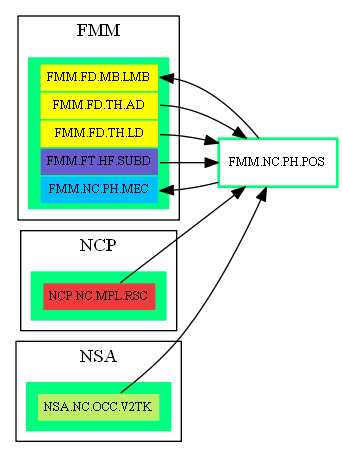 FMM
FMM.FD.MB.LMB
FMM.FD.TH.AD
FMM.FD.TH.LD
FMM.FT.HF.SUBD
FMM.NC.PH.MEC
FMM.NC.PH.POS
NCP
NCP.NC.MPL.RSC
NSA
NSA.NC.OCC.V2TK